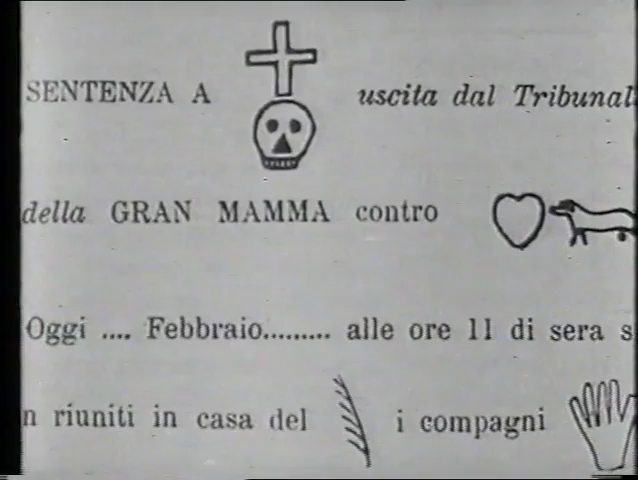 SENTENZA A uscita dal Tribunal
della GRAN MAMMA contro
Oggi .... Febbraio......... alle ore 11 di sera s
n riuniti in casa del i compagni